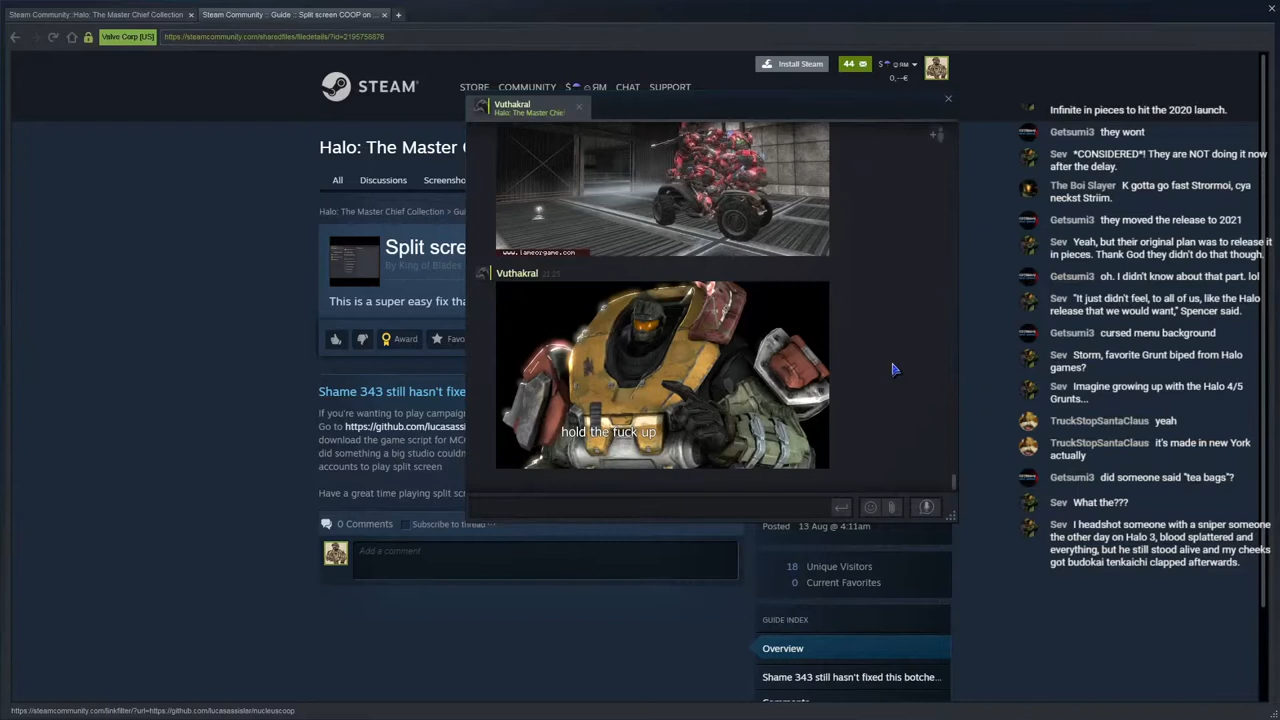 Steam Community::Halo: The Master Chief Collection
Steam Community :: Guide :: Split screen COOP on ...
Valve Corp [US]
https://steamcommunity.com/sharedfiles/filedetails/?id=2195756876
Install Steam
44
STEAM
STORE
COMMUNITY
CHAT
SUPPORT
0,--€
Halo: The Master
All
Discussions
Screensho
Halo: The Master Chief Collection > Gui
Split scre
By King of Blades
This is a super easy fix tha
Award
Favo
Shame 343 still hasn't fixe
If you're wanting to play campaign
Go to https://github.com/lucasassi
download the game script for MCC
did something a big studio couldn
accounts to play split screen
Have a great time playing split scr
0 Comments
Subscribe to thread
Add a comment
Vuthakral
Halo: The Master Chie
www.lameorgame.com
Vuthakral 21:25
hold the fuck up
Posted 13 Aug @ 4:11am
18 Unique Visitors
0 Current Favorites
GUIDE INDEX
Overview
Shame 343 still hasn't fixed this botche...
Infinite in pieces to hit the 2020 launch.
Getsumi3 they wont
Sev *CONSIDERED*! They are NOT doing it now
after the delay.
The Boi Slayer K gotta go fast Strormoi, cya
neckst Striim.
Getsumi3 they moved the release to 2021
Sev Yeah, but their original plan was to release it
in pieces. Thank God they didn't do that though.
Getsumi3 oh. I didn't know about that part. lol
Sev "It just didn't feel, to all of us, like the Halo
release that we would want," Spencer said.
Getsumi3 cursed menu background
Sev Storm, favorite Grunt biped from Halo
games?
Sev Imagine growing up with the Halo 4/5
Grunts...
TruckStopSantaClaus yeah
TruckStopSantaClaus it's made in new York
actually
Getsumi3 did someone said "tea bags"?
Sev What the???
Sev I headshot someone with a sniper someone
the other day on Halo 3, blood splattered and
everything, but he still stood alive and my cheeks
got budokai tenkaichi clapped afterwards.
https://steamcommunity.com/linkfilter/?url=https://github.com/lucasassislar/nucleuscoop